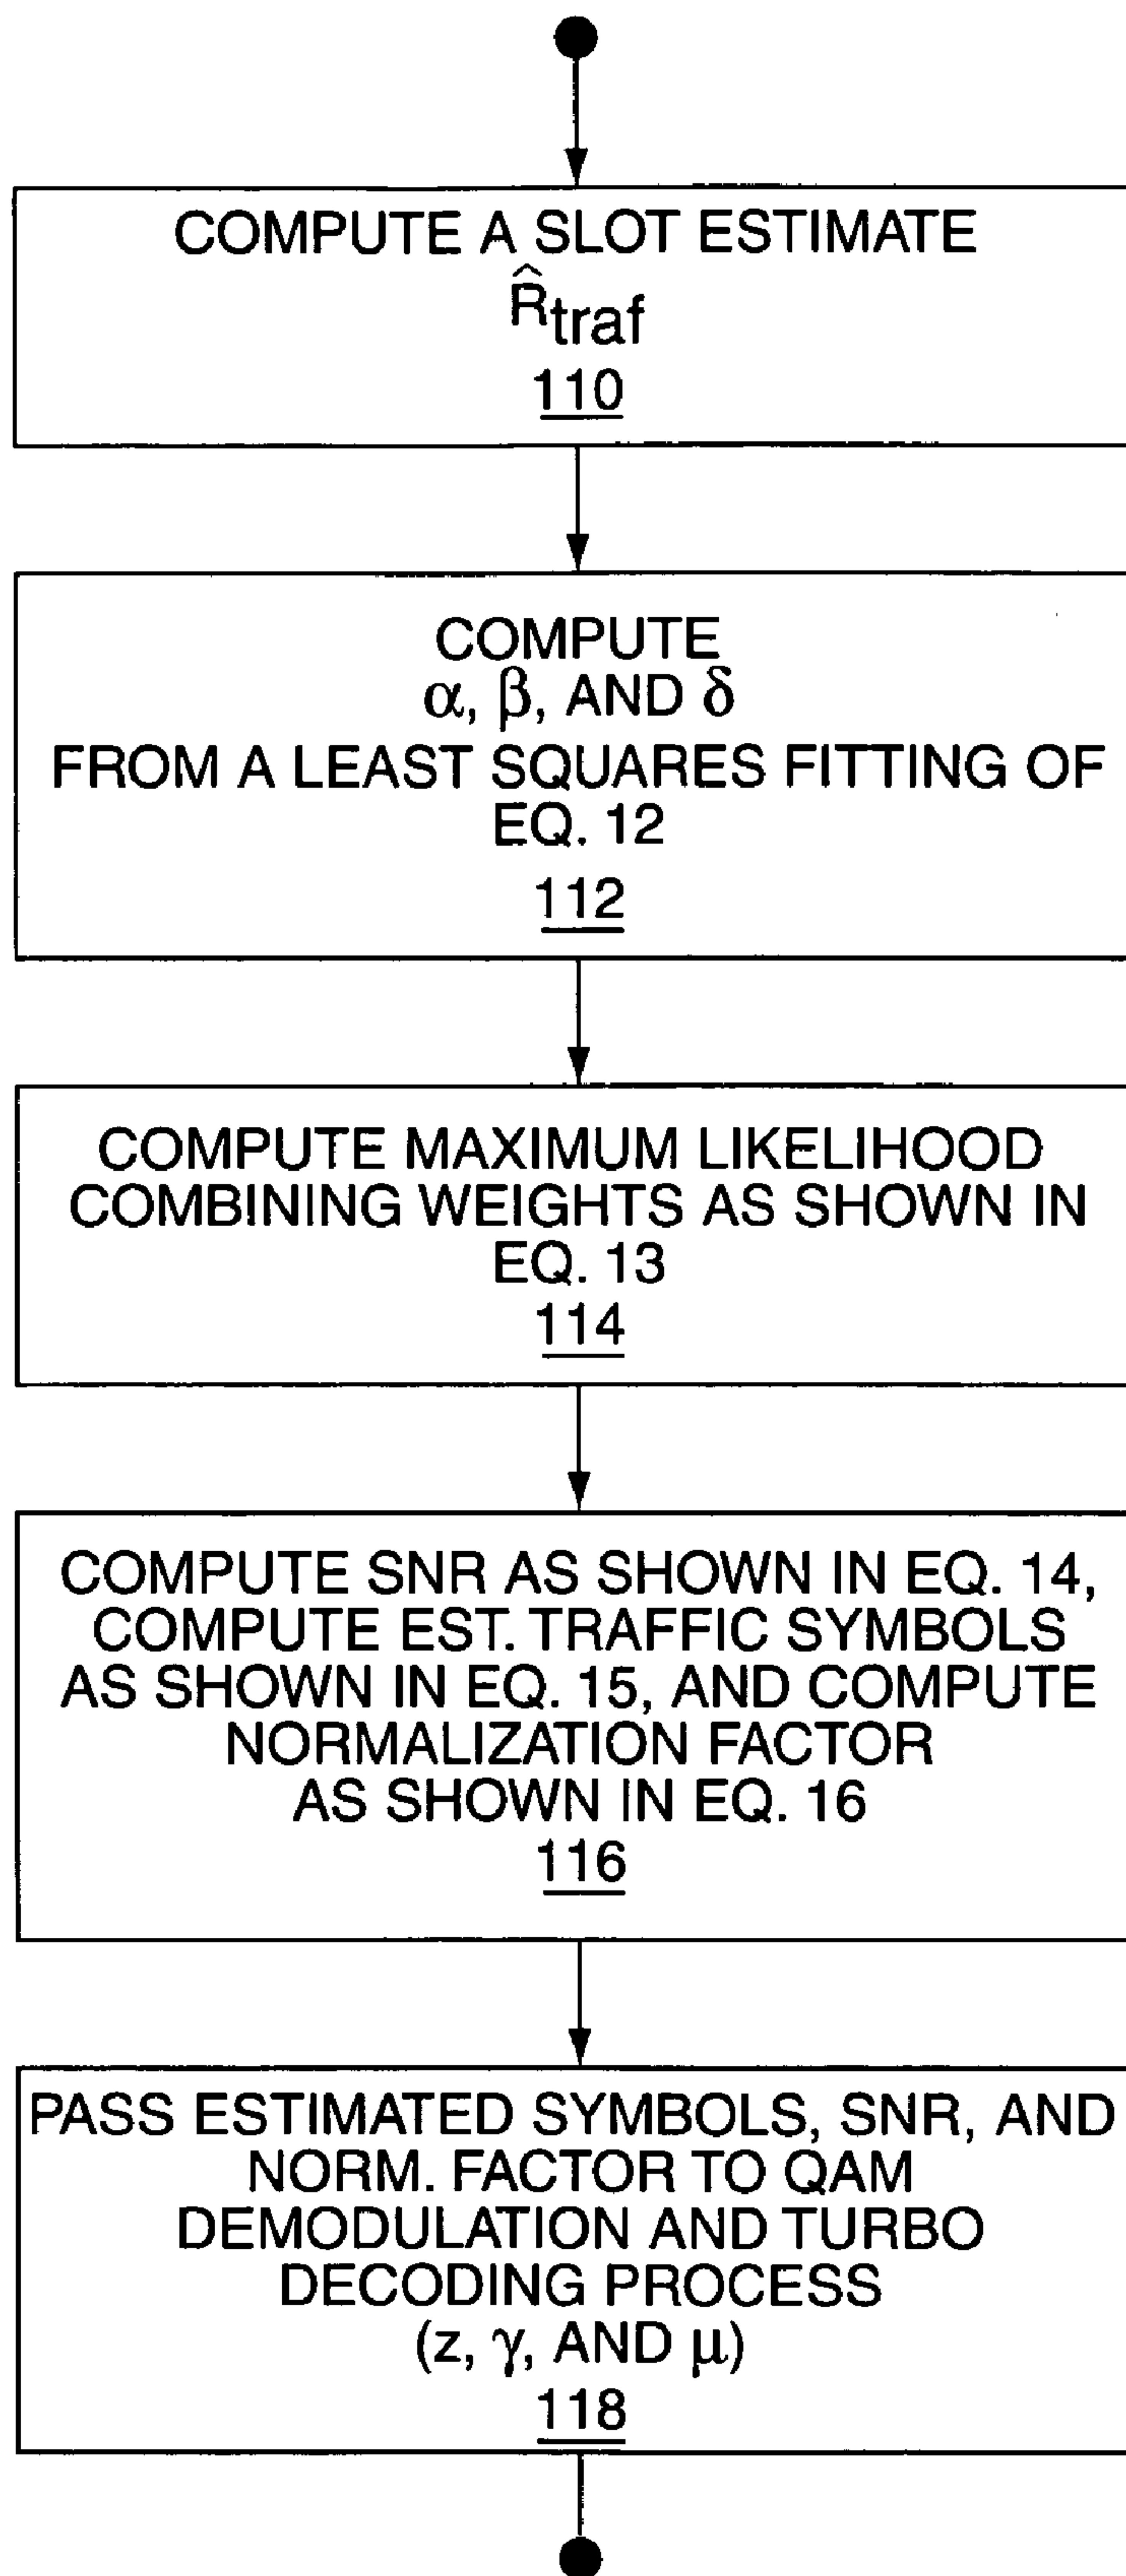 COMPUTE A SLOT ESTIMATE
R̂traf
110
COMPUTE
α, β, AND δ
FROM A LEAST SQUARES FITTING OF
EQ. 12
112
COMPUTE MAXIMUM LIKELIHOOD
COMBINING WEIGHTS AS SHOWN IN
EQ. 13
114
COMPUTE SNR AS SHOWN IN EQ. 14,
COMPUTE EST. TRAFFIC SYMBOLS
AS SHOWN IN EQ. 15, AND COMPUTE
NORMALIZATION FACTOR
AS SHOWN IN EQ. 16
116
PASS ESTIMATED SYMBOLS, SNR, AND
NORM. FACTOR TO QAM
DEMODULATION AND TURBO
DECODING PROCESS
(z, γ, AND μ)
118